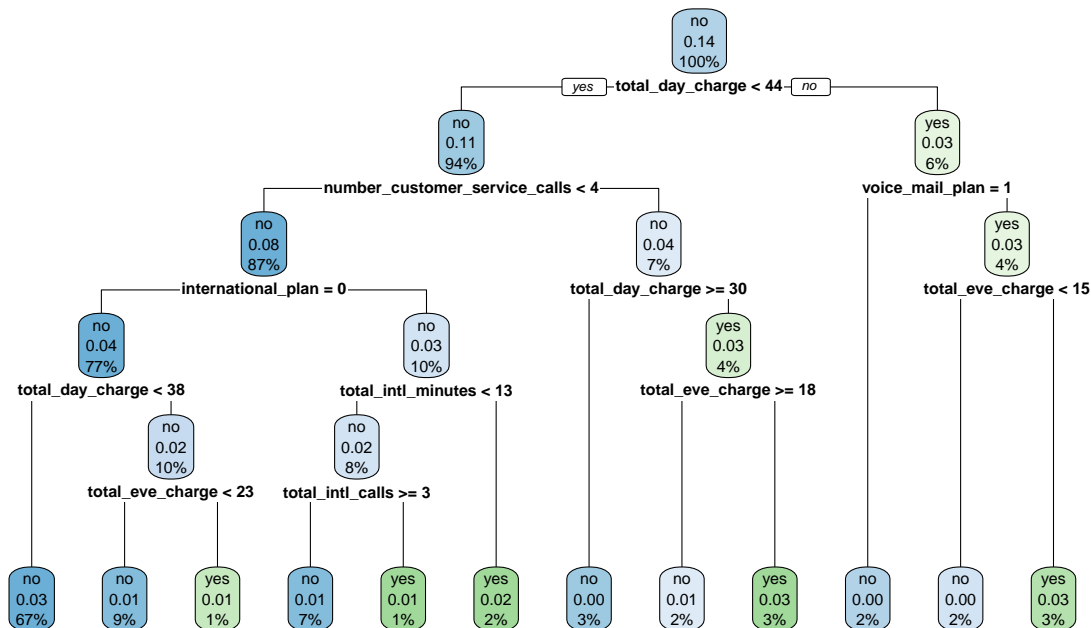 no
0.14
100%
yes total_day_charge < 44 no
no
0.11
94%
yes
0.03
6%
number_customer_service_calls < 4
voice_mail_plan = 1
no
0.08
87%
no
0.04
7%
yes
0.03
4%
international_plan = 0
total_day_charge >= 30
total_eve_charge < 15
no
0.04
77%
no
0.03
10%
yes
0.03
4%
total_day_charge < 38
total_intl_minutes < 13
total_eve_charge >= 18
no
0.02
10%
no
0.02
8%
total_eve_charge < 23
total_intl_calls >= 3
no
0.03
67%
no
0.01
9%
yes
0.01
1%
no
0.01
7%
yes
0.01
1%
yes
0.02
2%
no
0.00
3%
no
0.01
2%
yes
0.03
3%
no
0.00
2%
no
0.00
2%
yes
0.03
3%